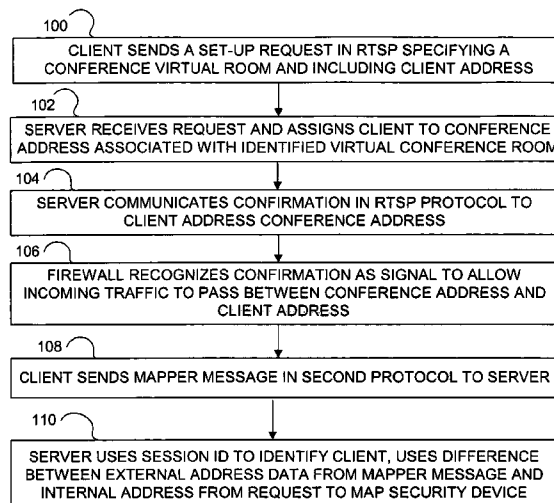 100
CLIENT SENDS A SET-UP REQUEST IN RTSP SPECIFYING A
CONFERENCE VIRTUAL ROOM AND INCLUDING CLIENT ADDRESS
102
SERVER RECEIVES REQUEST AND ASSIGNS CLIENT TO CONFERENCE
ADDRESS ASSOCIATED WITH IDENTIFIED VIRTUAL CONFERENCE ROOM
104
SERVER COMMUNICATES CONFIRMATION IN RTSP PROTOCOL TO
CLIENT ADDRESS CONFERENCE ADDRESS
106
FIREWALL RECOGNIZES CONFIRMATION AS SIGNAL TO ALLOW
INCOMING TRAFFIC TO PASS BETWEEN CONFERENCE ADDRESS AND
CLIENT ADDRESS
108
CLIENT SENDS MAPPER MESSAGE IN SECOND PROTOCOL TO SERVER
110
SERVER USES SESSION ID TO IDENTIFY CLIENT, USES DIFFERENCE
BETWEEN EXTERNAL ADDRESS DATA FROM MAPPER MESSAGE AND
INTERNAL ADDRESS FROM REQUEST TO MAP SECURITY DEVICE